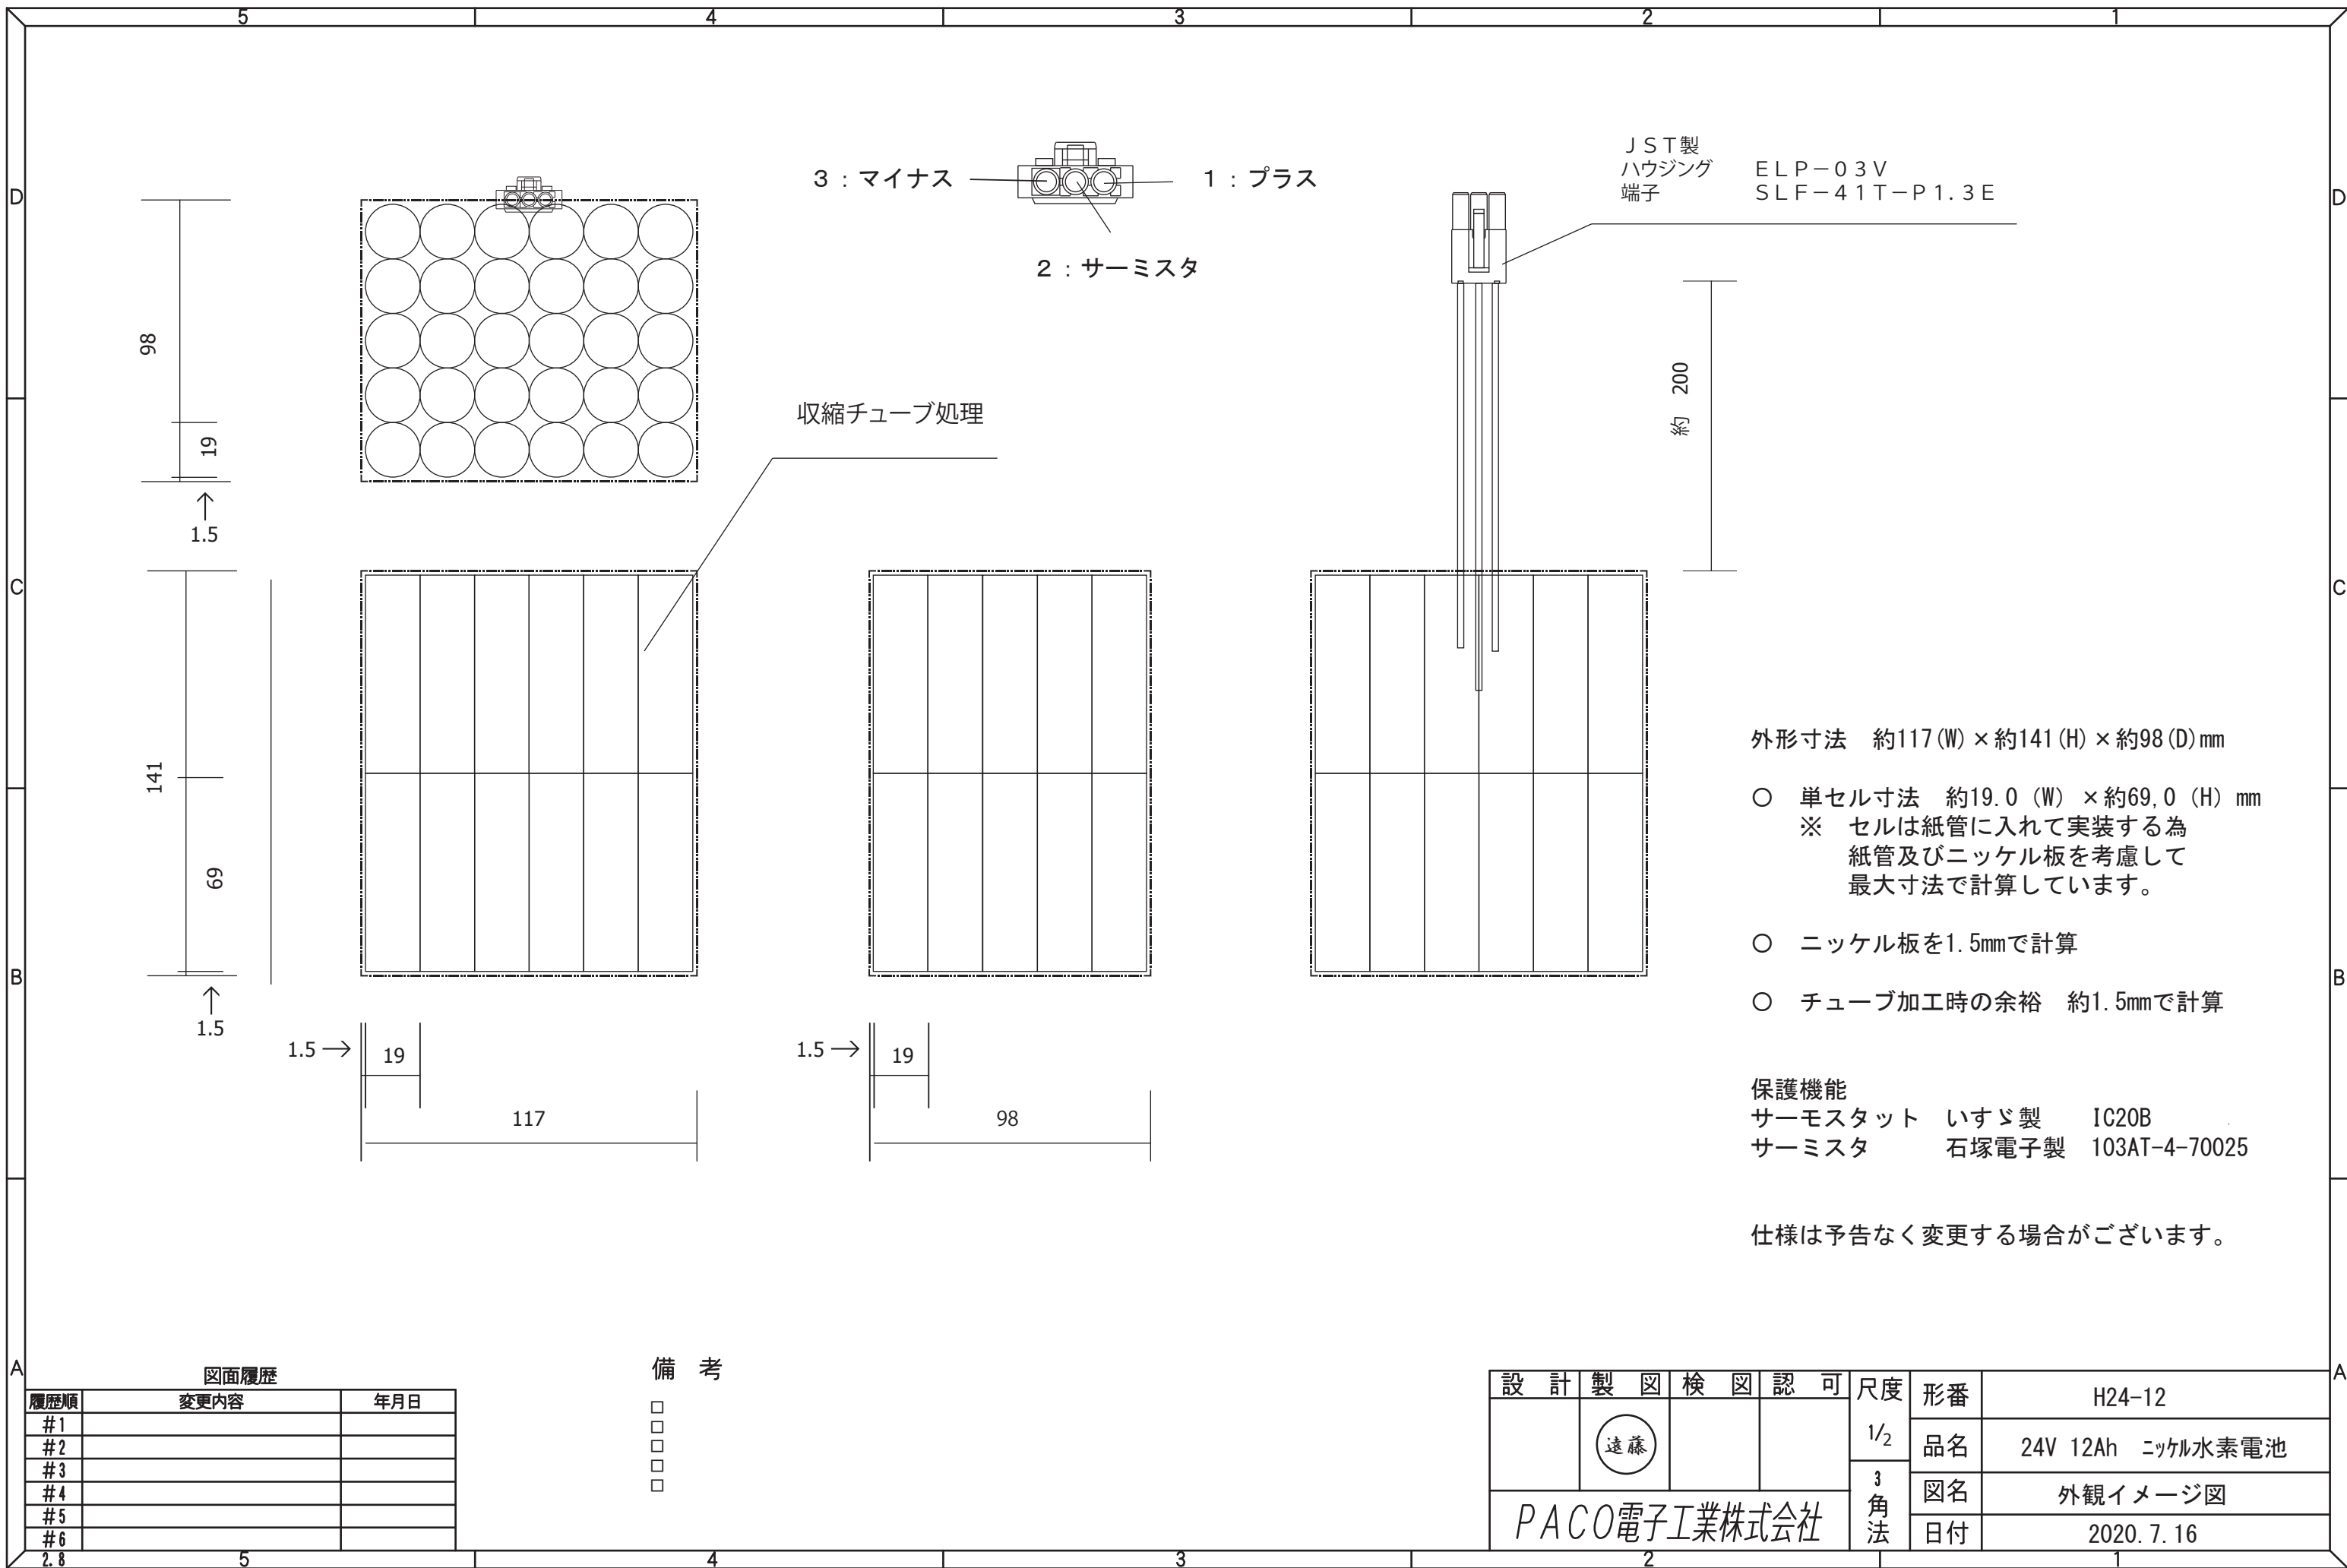 5 4 3 2 1
D D
C C
B B
A A
3：マイナス
1：プラス
2：サーミスタ
JST製
ハウジング ELP−03V
端子 SLF−41T−P1.3E
98
19
1.5
収縮チューブ処理
約 200
141
69
1.5
1.5 19
117
1.5 19
98
外形寸法 約117(W)×約141(H)×約98(D)mm
○ 単セル寸法 約19.0（W）×約69,0（H）mm
※ セルは紙管に入れて実装する為
紙管及びニッケル板を考慮して
最大寸法で計算しています。
○ ニッケル板を1.5mmで計算
○ チューブ加工時の余裕 約1.5mmで計算
保護機能
サーモスタット いすゞ製 IC20B
サーミスタ 石塚電子製 103AT-4-70025
仕様は予告なく変更する場合がございます。
図面履歴
履歴順 変更内容 年月日
#1
#2
#3
#4
#5
#6
2.8
備 考
□
□
□
□
□
設 計 製 図 検 図 認 可
遠藤
PACO電子工業株式会社
尺度
1/2
3
角
法
形番 H24-12
品名 24V 12Ah ニッケル水素電池
図名 外観イメージ図
日付 2020.7.16
5 4 3 2 1